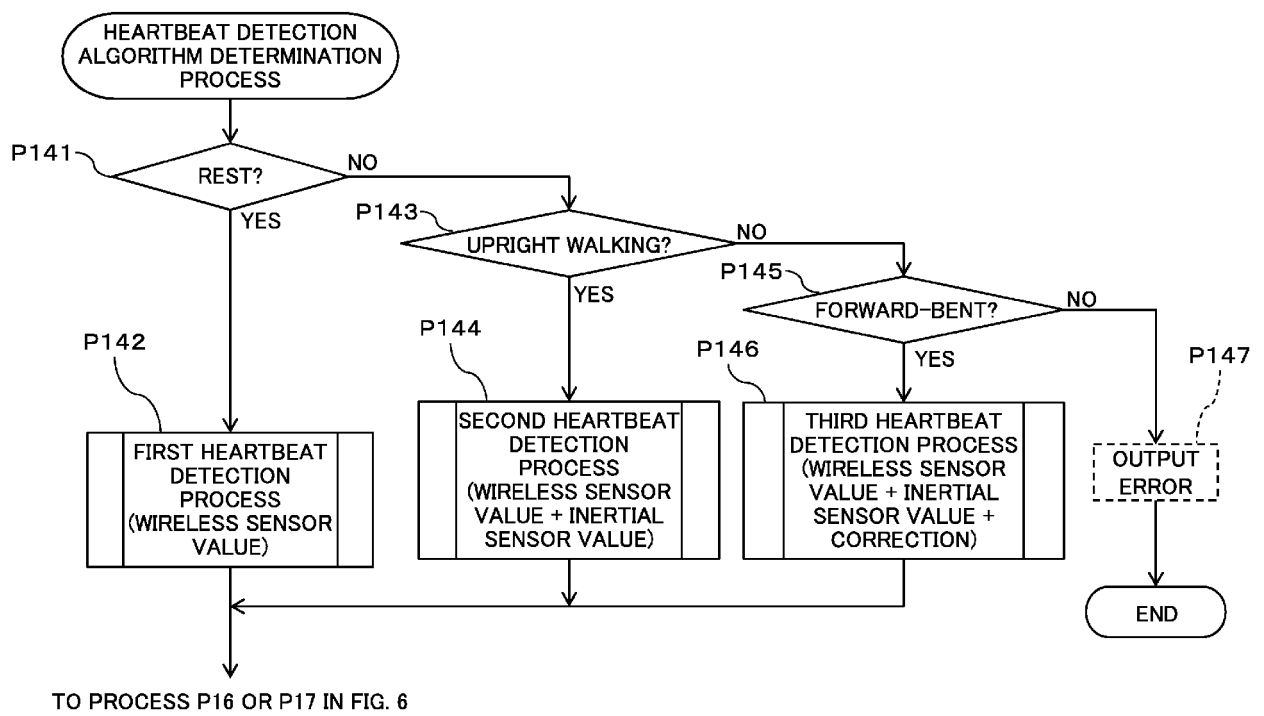 HEARTBEAT DETECTION
ALGORITHM DETERMINATION
PROCESS
P141
REST?
NO
YES
P143
UPRIGHT WALKING?
NO
YES
P145
FORWARD-BENT?
NO
YES
P142
FIRST HEARTBEAT
DETECTION
PROCESS
(WIRELESS SENSOR
VALUE)
P144
SECOND HEARTBEAT
DETECTION
PROCESS
(WIRELESS SENSOR
VALUE + INERTIAL
SENSOR VALUE)
P146
THIRD HEARTBEAT
DETECTION PROCESS
(WIRELESS SENSOR
VALUE + INERTIAL
SENSOR VALUE +
CORRECTION)
P147
OUTPUT
ERROR
END
TO PROCESS P16 OR P17 IN FIG. 6